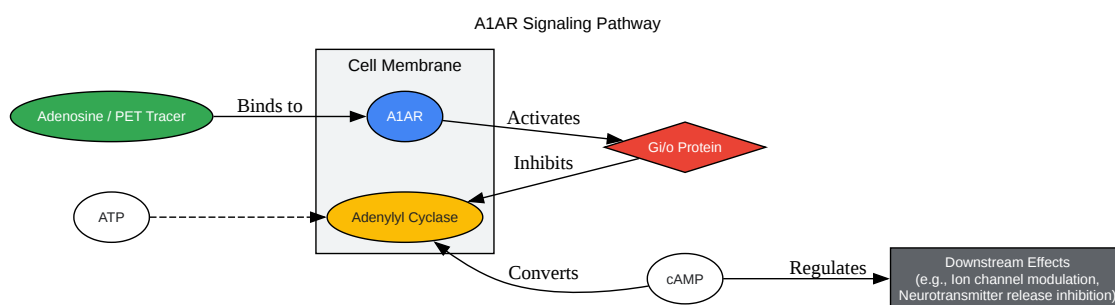 A1AR Signaling Pathway
Cell Membrane
Adenosine / PET Tracer
Binds to
A1AR
Activates
Gi/o Protein
Inhibits
ATP
Adenylyl Cyclase
Converts
cAMP
Regulates
Downstream Effects
(e.g., Ion channel modulation,
Neurotransmitter release inhibition)